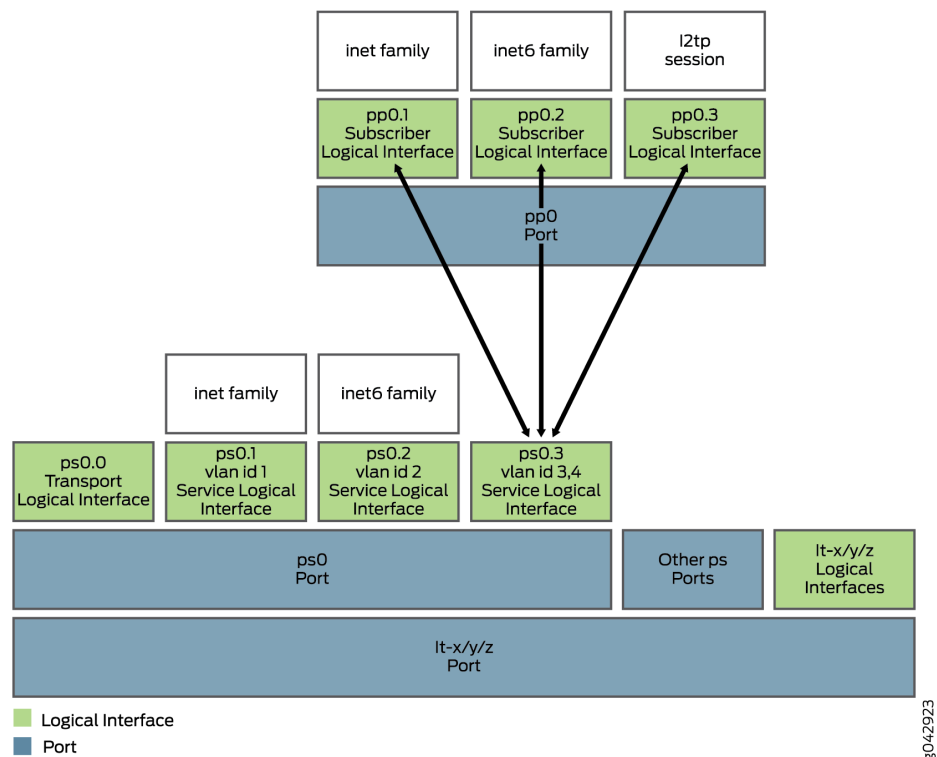 inet family
inet6 family
l2tp
session
pp0.1
Subscriber
Logical Interface
pp0.2
Subscriber
Logical Interface
pp0.3
Subscriber
Logical Interface
pp0
Port
inet family
inet6 family
ps0.0
Transport
Logical Interface
ps0.1
vlan id 1
Service Logical
Interface
ps0.2
vlan id 2
Service Logical
Interface
ps0.3
vlan id 3,4
Service Logical
Interface
ps0
Port
Other ps
Ports
lt-x/y/z
Logical
Interfaces
lt-x/y/z
Port
Logical Interface
Port
g042923